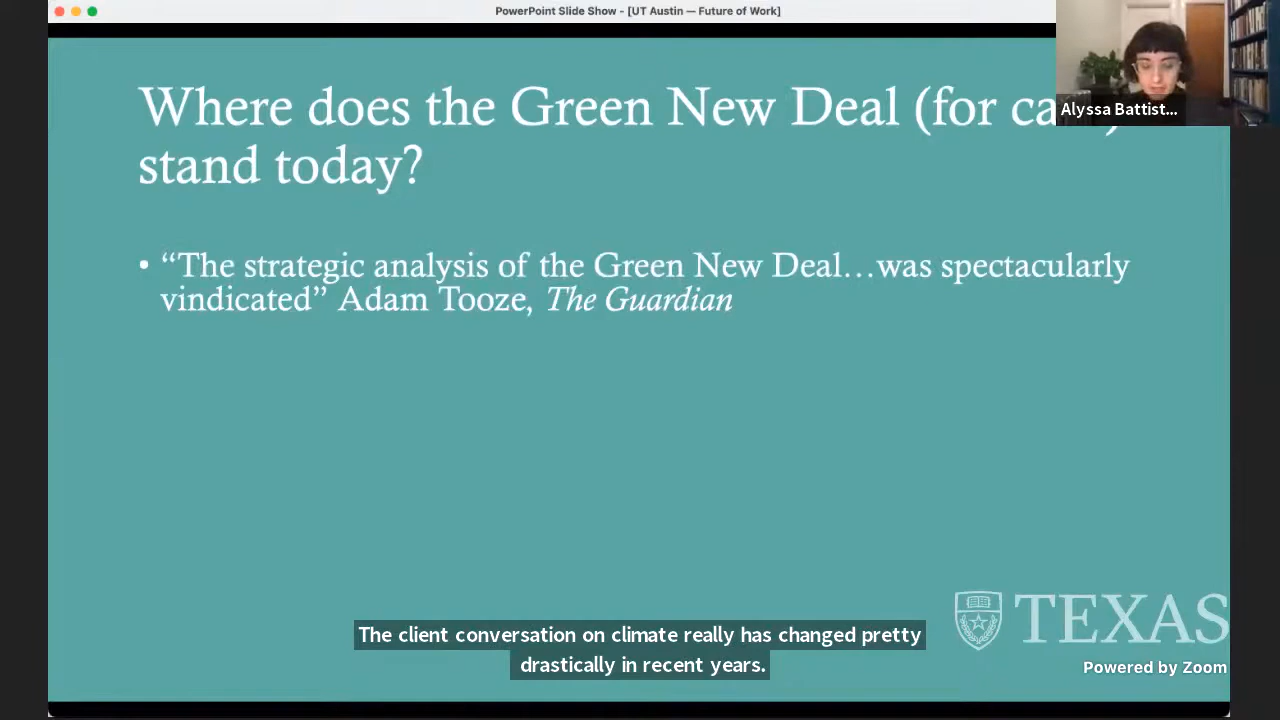 PowerPoint Slide Show - [UT Austin — Future of Work]
Where does the Green New Deal (for
stand today?
Alyssa Battist...
• “The strategic analysis of the Green New Deal…was spectacularly
vindicated” Adam Tooze, The Guardian
TEXAS
The client conversation on climate really has changed pretty
drastically in recent years.
Powered by Zoom